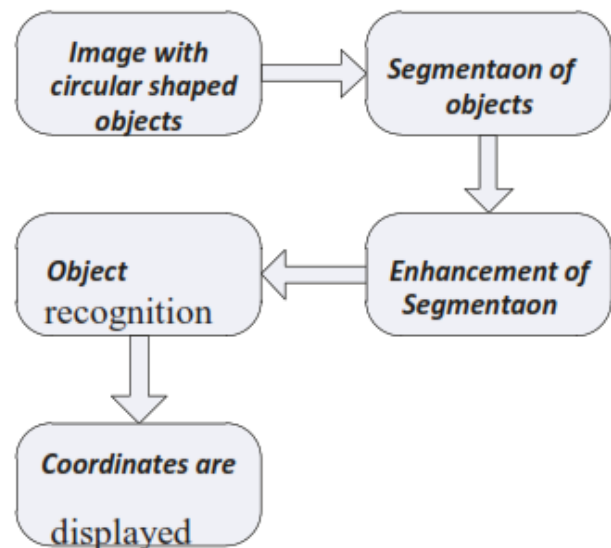 Image with
circular shaped
objects
Segmentaon of
objects
Enhancement of
Segmentaon
Object
recognition
Coordinates are
displayed